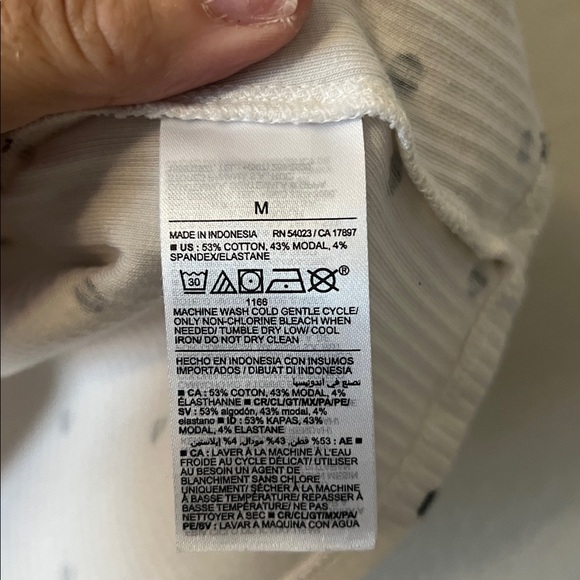 M
MADE IN INDONESIA RN 54023 / CA 17897
■ US : 53% COTTON, 43% MODAL, 4%
SPANDEX/ELASTANE
30
®
1166
MACHINE WASH COLD GENTLE CYCLE/
ONLY NON-CHLORINE BLEACH WHEN
NEEDED/ TUMBLE DRY LOW/ COOL
IRON/ DO NOT DRY CLEAN
HECHO EN INDONESIA CON INSUMOS
IMPORTADOS / DIBUAT DI INDONESIA
تصنع في أندونيسيا
■ CA : 53% COTON, 43% MODAL, 4%
ÉLASTHANNE ■ CR/CL/GT/MX/PA/PE/
SV : 53% algodón, 43% modal, 4%
elastano ■ ID : 53% KAPAS, 43%
MODAL, 4% ELASTANE
■ AE : 53% قطن, 43% مودال, 4% إيلاستين
■ CA : LAVER À LA MACHINE À L'EAU
FROIDE AU CYCLE DÉLICAT/ UTILISER
AU BESOIN UN AGENT DE
BLANCHIMENT SANS CHLORE
UNIQUEMENT/ SÉCHER À LA MACHINE
À BASSE TEMPÉRATURE/ REPASSER À
BASSE TEMPÉRATURE/ NE PAS
NETTOYER À SEC ■ CR/CL/GT/MX/PA/
PE/SV : LAVAR A MAQUINA CON AGUA